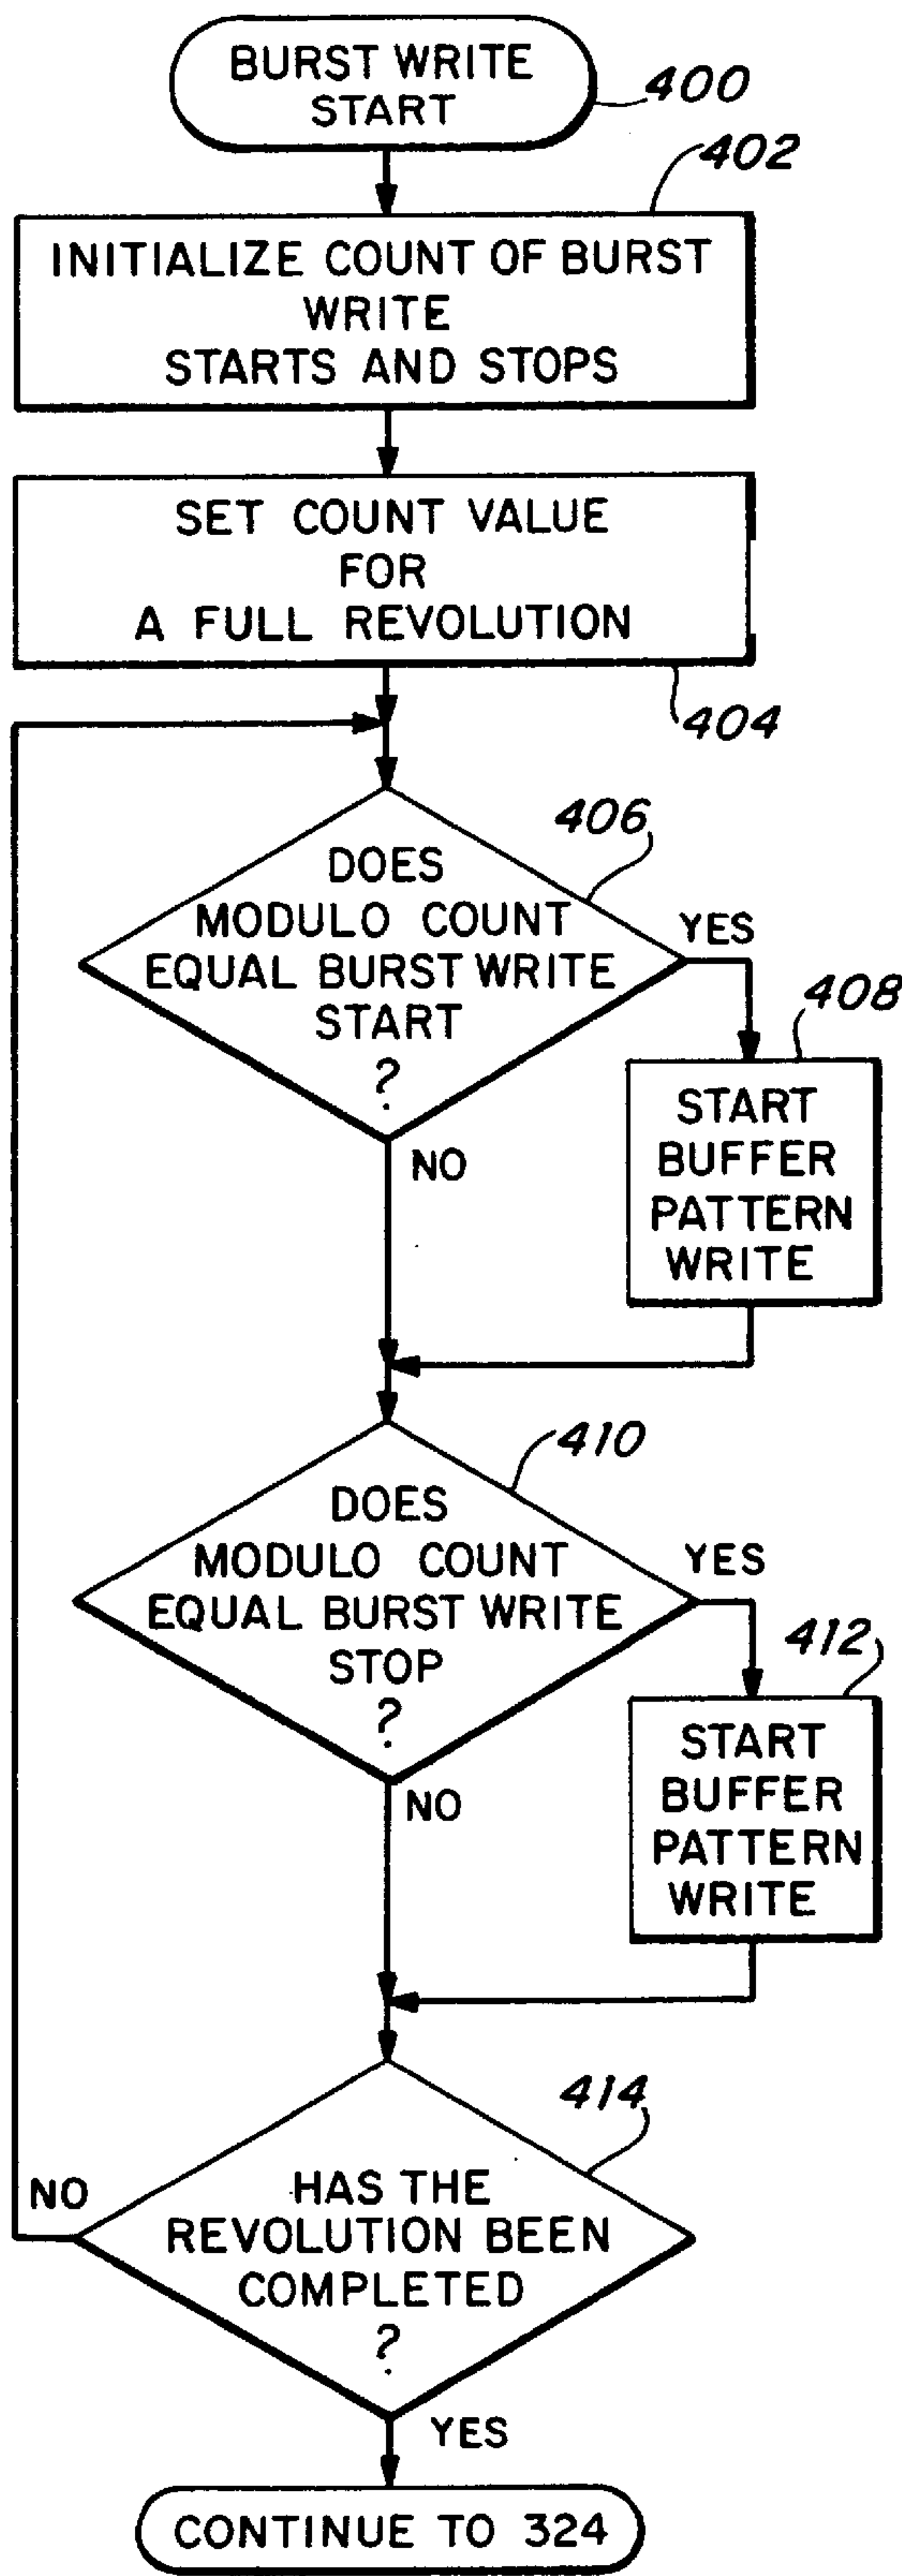 BURST WRITE
START
400
402
INITIALIZE COUNT OF BURST
WRITE
STARTS AND STOPS
SET COUNT VALUE
FOR
A FULL REVOLUTION
404
406
DOES
MODULO COUNT
EQUAL BURST WRITE
START
?
YES
408
START
BUFFER
PATTERN
WRITE
NO
410
DOES
MODULO COUNT
EQUAL BURST WRITE
STOP
?
YES
412
START
BUFFER
PATTERN
WRITE
NO
414
HAS THE
REVOLUTION BEEN
COMPLETED
?
NO
YES
CONTINUE TO 324